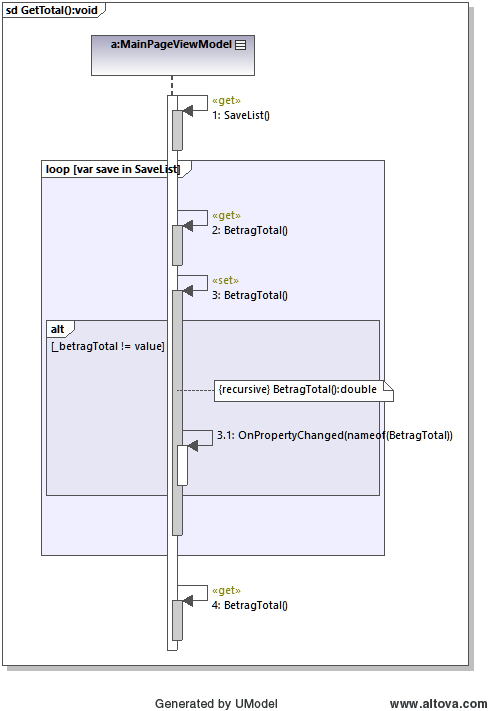 sd GetTotal():void
a:MainPageViewModel
«get»
1: SaveList()
loop [var save in SaveList]
«get»
2: BetragTotal()
«set»
3: BetragTotal()
alt
[_betragTotal != value]
{recursive} BetragTotal():double
3.1: OnPropertyChanged(nameof(BetragTotal))
«get»
4: BetragTotal()
Generated by UModel
www.altova.com